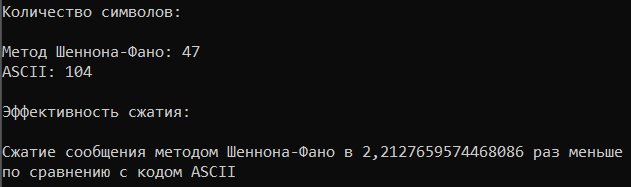 Количество символов:
Метод Шеннона-Фано: 47
ASCII: 104
Эффективность сжатия:
Сжатие сообщения методом Шеннона-Фано в 2,2127659574468086 раз меньше
по сравнению с кодом ASCII